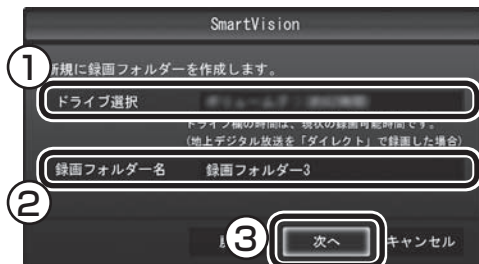 SmartVision
①
新規に録画フォルダーを作成します。
ドライブ選択
ドライブ欄の時間は、現状の録画可能時間です。
(地上デジタル放送を「ダイレクト」で録画した場合)
録画フォルダー名 録画フォルダー3
②
③ 次へ キャンセル